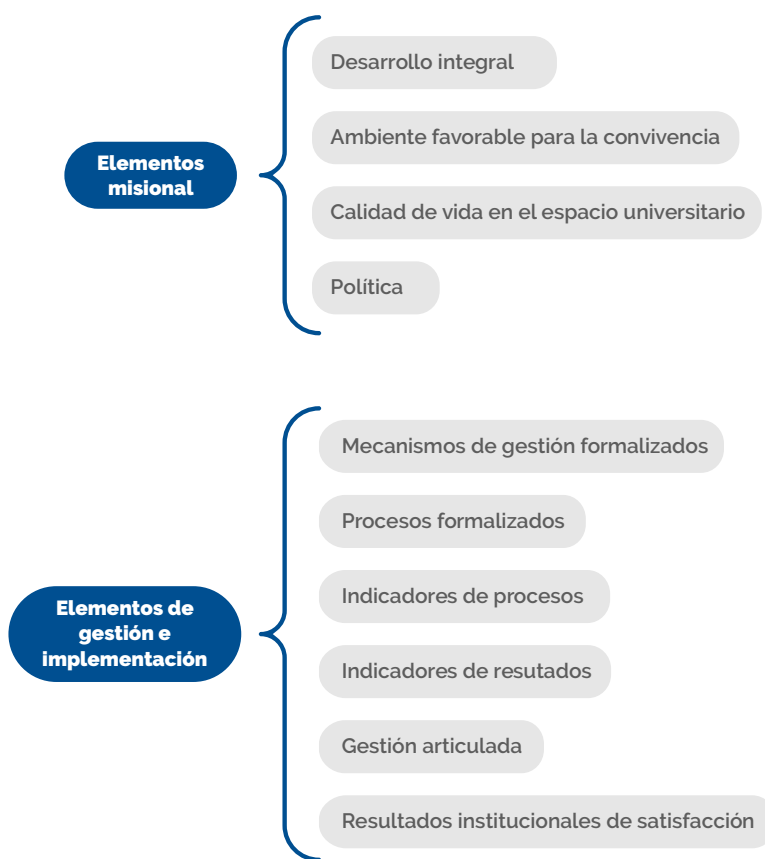 Elementos
misional
Desarrollo integral
Ambiente favorable para la convivencia
Calidad de vida en el espacio universitario
Política
Elementos de
gestión e
implementación
Mecanismos de gestión formalizados
Procesos formalizados
Indicadores de procesos
Indicadores de resutados
Gestión articulada
Resultados institucionales de satisfacción